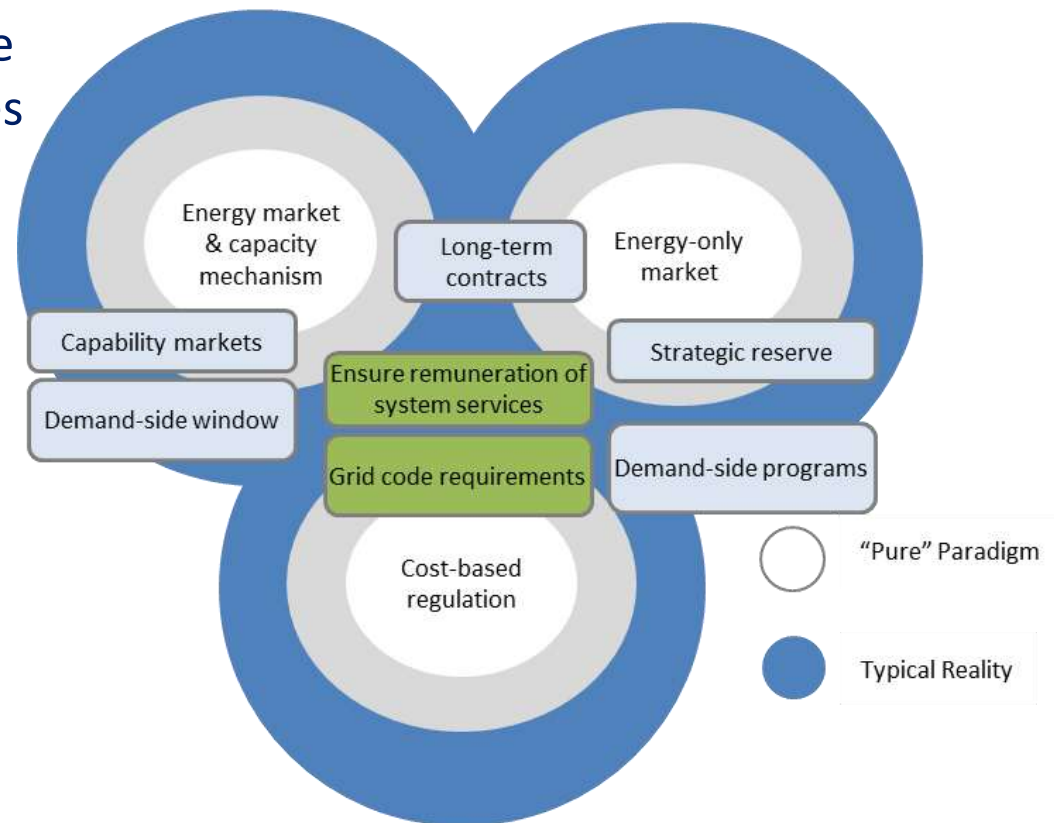 e
s
Energy market
& capacity
mechanism
Long-term
contracts
Energy-only
market
Capability markets
Strategic reserve
Ensure remuneration of
system services
Demand-side window
Grid code requirements
Demand-side programs
Cost-based
regulation
“Pure” Paradigm
Typical Reality